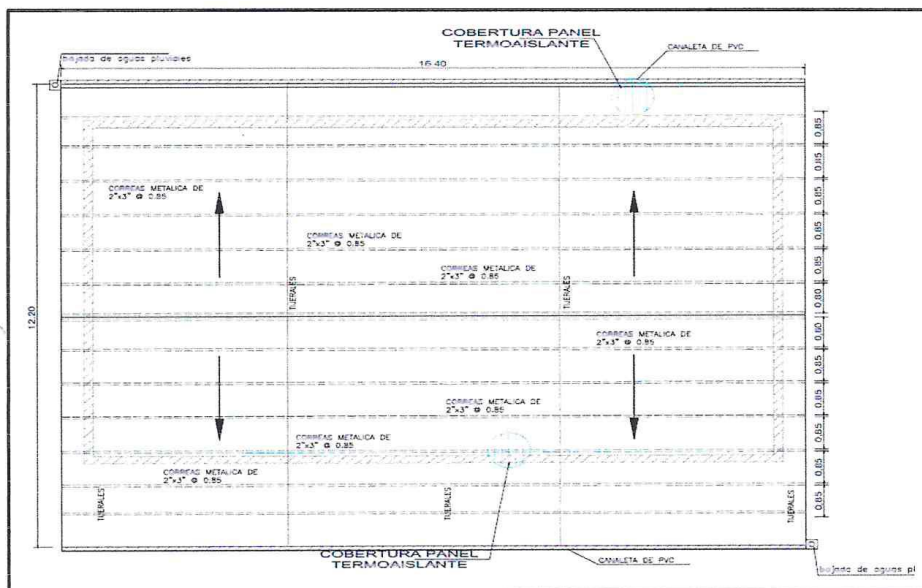 COBERTURA PANEL
TERMOAISLANTE
CANALETA DE PVC
bajada de aguas pluviales
16.40
12.20
CORREAS METALICA DE
2"x3" @ 0.85
CORREAS METALICA DE
2"x3" @ 0.85
CORREAS METALICA DE
2"x3" @ 0.85
TIJERALES
TIJERALES
CORREAS METALICA DE
2"x3" @ 0.85
CORREAS METALICA DE
2"x3" @ 0.85
CORREAS METALICA DE
2"x3" @ 0.85
CORREAS METALICA DE
2"x3" @ 0.85
TIJERALES
TIJERALES
TIJERALES
0.85
0.85
0.85
0.85
0.85
0.60
0.85
0.85
0.85
0.85
0.85
COBERTURA PANEL
TERMOAISLANTE
CANALETA DE PVC
bajada de aguas pl